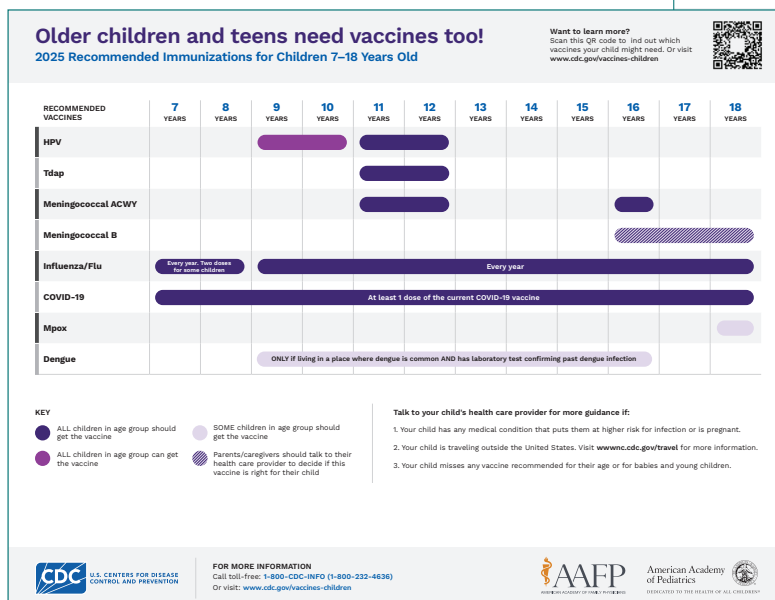 Older children and teens need vaccines too!
2025 Recommended Immunizations for Children 7–18 Years Old
Want to learn more?
Scan this QR code to ind out which
vaccines your child might need. Or visit
www.cdc.gov/vaccines-children
RECOMMENDED
VACCINES
7 YEARS
8 YEARS
9 YEARS
10 YEARS
11 YEARS
12 YEARS
13 YEARS
14 YEARS
15 YEARS
16 YEARS
17 YEARS
18 YEARS
HPV
Tdap
Meningococcal ACWY
Meningococcal B
Influenza/Flu
Every year. Two doses
for some children
Every year
COVID-19
At least 1 dose of the current COVID-19 vaccine
Mpox
Dengue
ONLY if living in a place where dengue is common AND has laboratory test confirming past dengue infection
KEY
ALL children in age group should
get the vaccine
ALL children in age group can get
the vaccine
SOME children in age group should
get the vaccine
Parents/caregivers should talk to their
health care provider to decide if this
vaccine is right for their child
Talk to your child's health care provider for more guidance if:
1. Your child has any medical condition that puts them at higher risk for infection or is pregnant.
2. Your child is traveling outside the United States. Visit wwwnc.cdc.gov/travel for more information.
3. Your child misses any vaccine recommended for their age or for babies and young children.
CDC
U.S. CENTERS FOR DISEASE
CONTROL AND PREVENTION
FOR MORE INFORMATION
Call toll-free: 1-800-CDC-INFO (1-800-232-4636)
Or visit: www.cdc.gov/vaccines-children
AAFP
AMERICAN ACADEMY OF FAMILY PHYSICIANS
American Academy
of Pediatrics
DEDICATED TO THE HEALTH OF ALL CHILDREN®